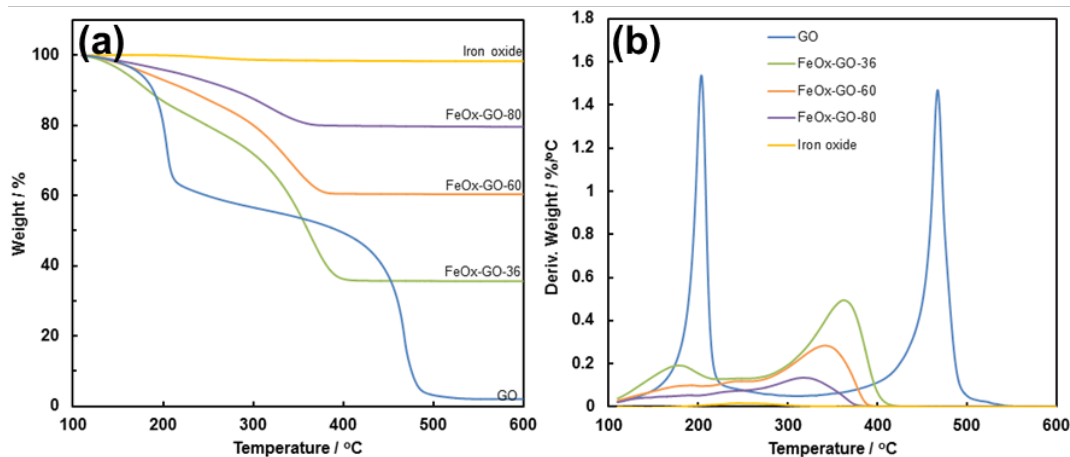 (a)
Weight / %
100
80
60
40
20
0
Iron oxide
FeOx-GO-80
FeOx-GO-60
FeOx-GO-36
GO
100 200 300 400 500 600
Temperature / °C
(b)
Deriv. Weight / %/°C
1.8
1.6
1.4
1.2
1
0.8
0.6
0.4
0.2
0
GO
FeOx-GO-36
FeOx-GO-60
FeOx-GO-80
Iron oxide
100 200 300 400 500 600
Temperature / °C